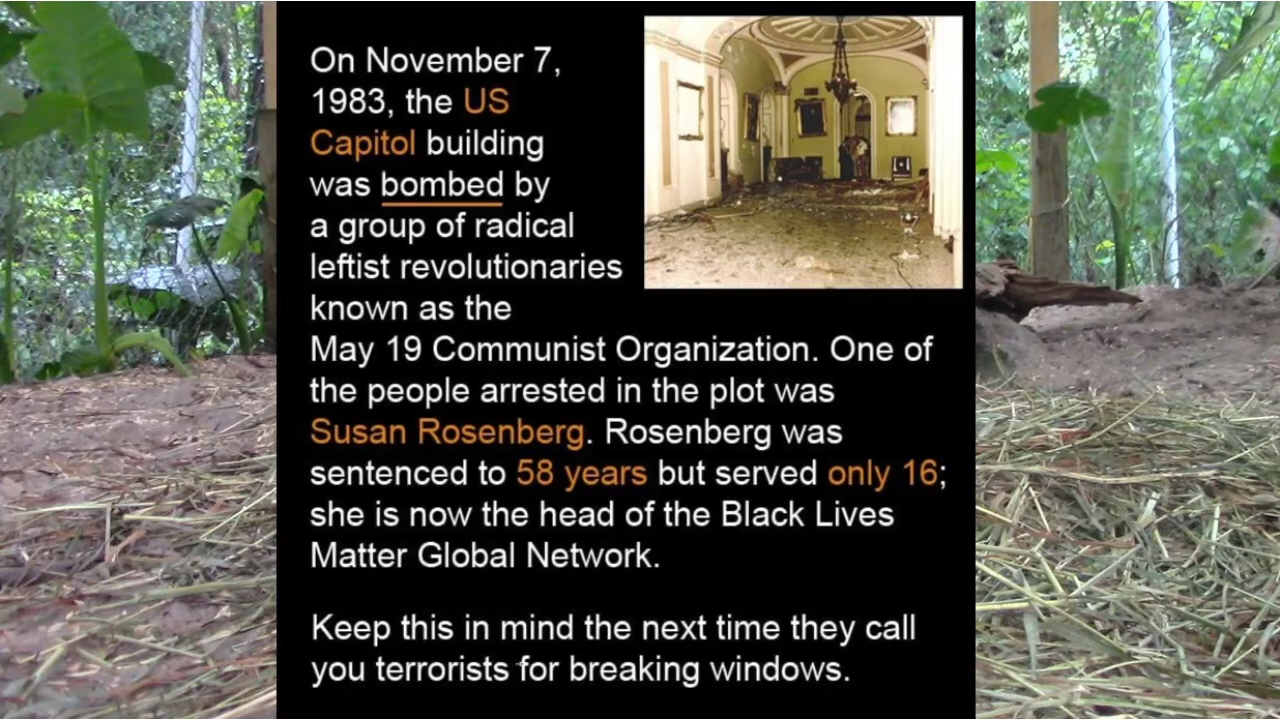 On November 7,
1983, the US
Capitol building
was bombed by
a group of radical
leftist revolutionaries
known as the
May 19 Communist Organization. One of
the people arrested in the plot was
Susan Rosenberg. Rosenberg was
sentenced to 58 years but served only 16;
she is now the head of the Black Lives
Matter Global Network.
Keep this in mind the next time they call
you terrorists for breaking windows.